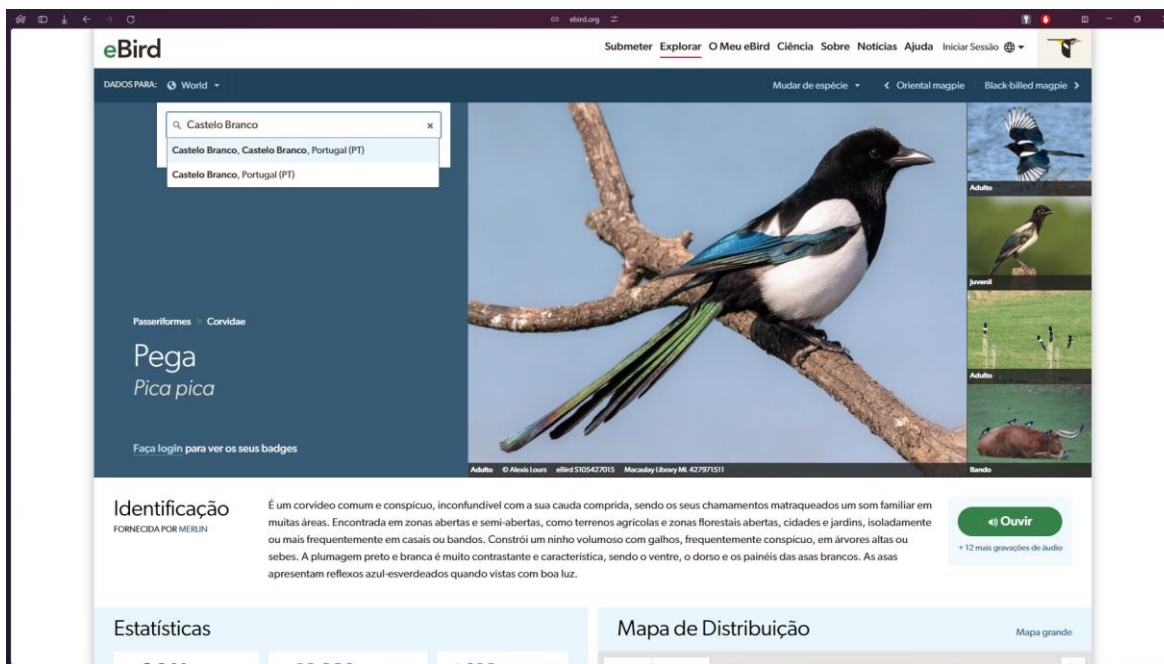 ebird.org
eBird
Submeter Explorar O Meu eBird Ciência Sobre Notícias Ajuda Iniciar Sessão
DADOS PARA: World
Mudar de espécie
Oriental magpie
Black-billed magpie
Castelo Branco
Castelo Branco, Castelo Branco, Portugal (PT)
Castelo Branco, Portugal (PT)
Passeriformes > Corvidae
Pega
Pica pica
Faça login para ver os seus badges
Adulto © Alexis Lours eBird S105427015 Macaulay Library ML 427971511
Adulto
Juvenil
Adulto
Bando
Identificação
FORNECIDA POR MERLIN
É um corvídeo comum e conspícuo, inconfundível com a sua cauda comprida, sendo os seus chamamentos matraqueados um som familiar em
muitas áreas. Encontrada em zonas abertas e semi-abertas, como terrenos agrícolas e zonas florestais abertas, cidades e jardins, isoladamente
ou mais frequentemente em casais ou bandos. Constrói um ninho volumoso com galhos, frequentemente conspícuo, em árvores altas ou
sebes. A plumagem preto e branca é muito contrastante e característica, sendo o ventre, o dorso e os painéis das asas brancos. As asas
apresentam reflexos azul-esverdeados quando vistas com boa luz.
Ouvir
+ 12 mais gravações de áudio
Estatísticas
Mapa de Distribuição
Mapa grande